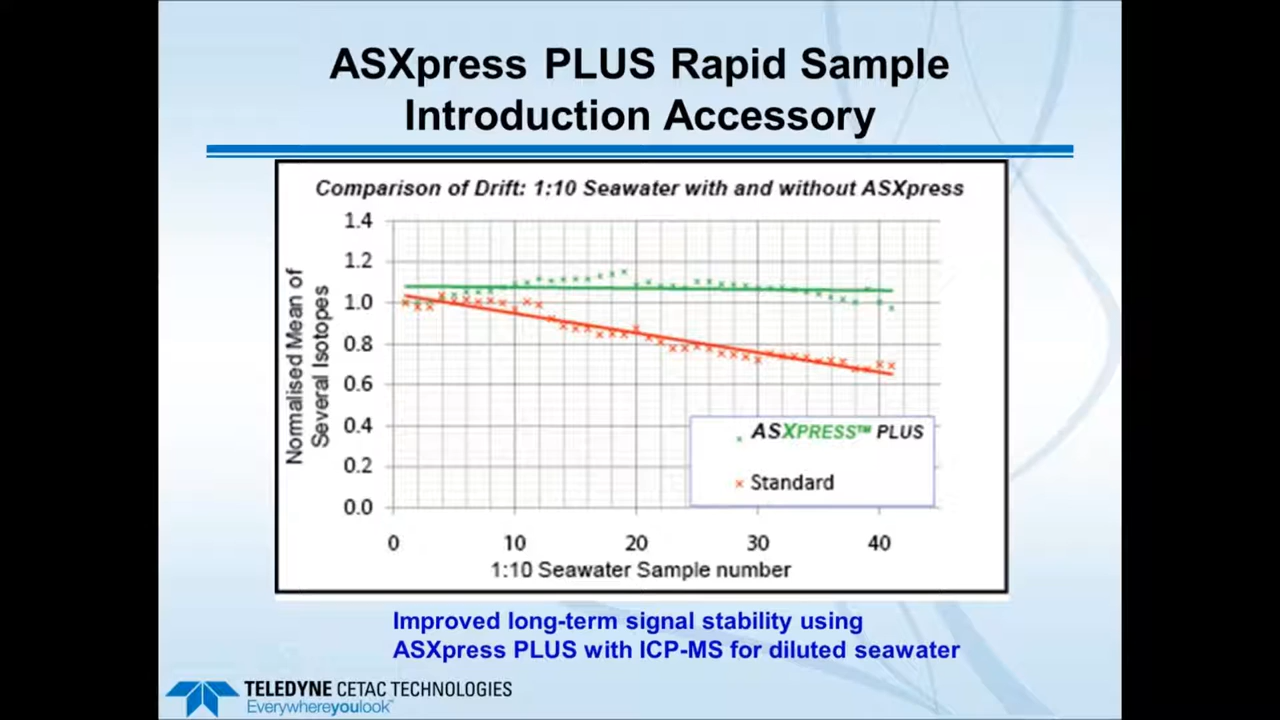 ASXpress PLUS Rapid Sample
Introduction Accessory
Comparison of Drift: 1:10 Seawater with and without ASXpress
Normalised Mean of
Several Isotopes
1.4
1.2
1.0
0.8
0.6
0.4
0.2
0.0
ASXPRESS™ PLUS
Standard
0 10 20 30 40
1:10 Seawater Sample number
Improved long-term signal stability using
ASXpress PLUS with ICP-MS for diluted seawater
TELEDYNE CETAC TECHNOLOGIES
Everywhereyoulook™